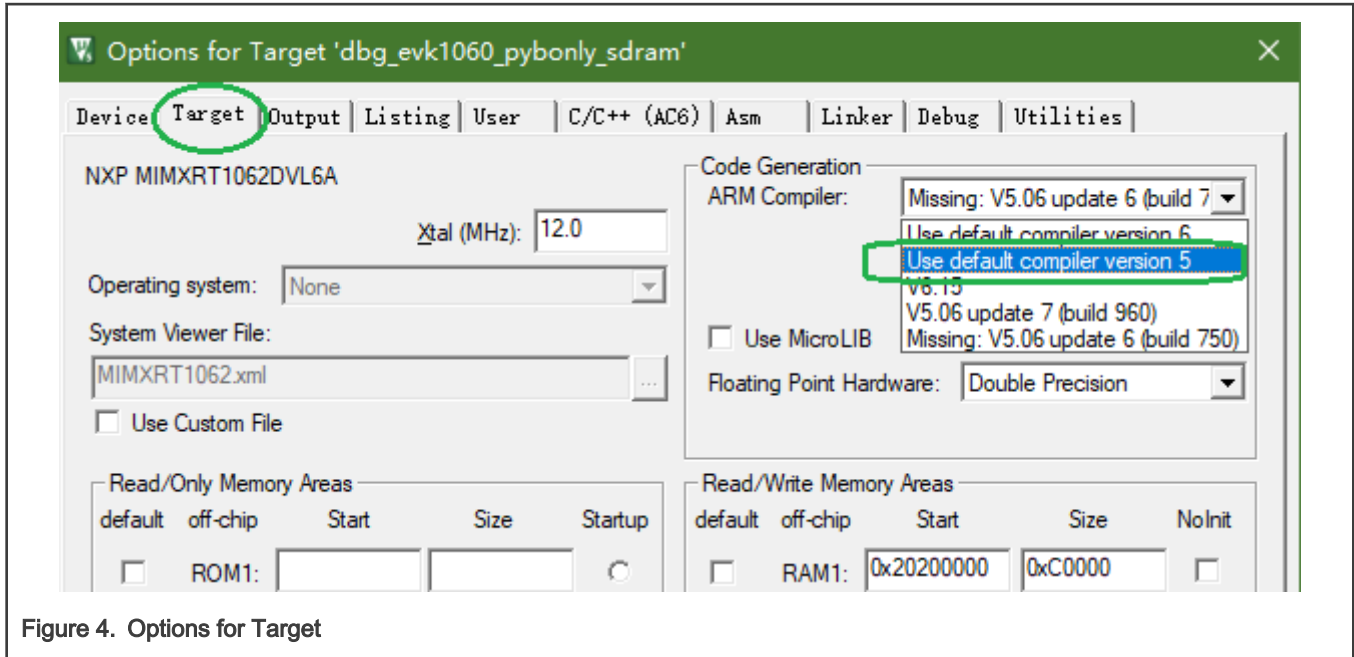 Options for Target 'dbg_evk1060_pybonly_sdram'
Device Target Output Listing User C/C++ (AC6) Asm Linker Debug Utilities
NXP MIMXRT1062DVL6A
Xtal (MHz): 12.0
Operating system: None
System Viewer File:
MIMXRT1062.xml ...
Use Custom File
Code Generation
ARM Compiler: Missing: V5.06 update 6 (build 7
Use default compiler version 6
Use default compiler version 5
V6.15
V5.06 update 7 (build 960)
Missing: V5.06 update 6 (build 750)
Use MicroLIB
Floating Point Hardware: Double Precision
Read/Only Memory Areas
default off-chip Start Size Startup
ROM1:
Read/Write Memory Areas
default off-chip Start Size NoInit
RAM1: 0x20200000 0xC0000
Figure 4. Options for Target